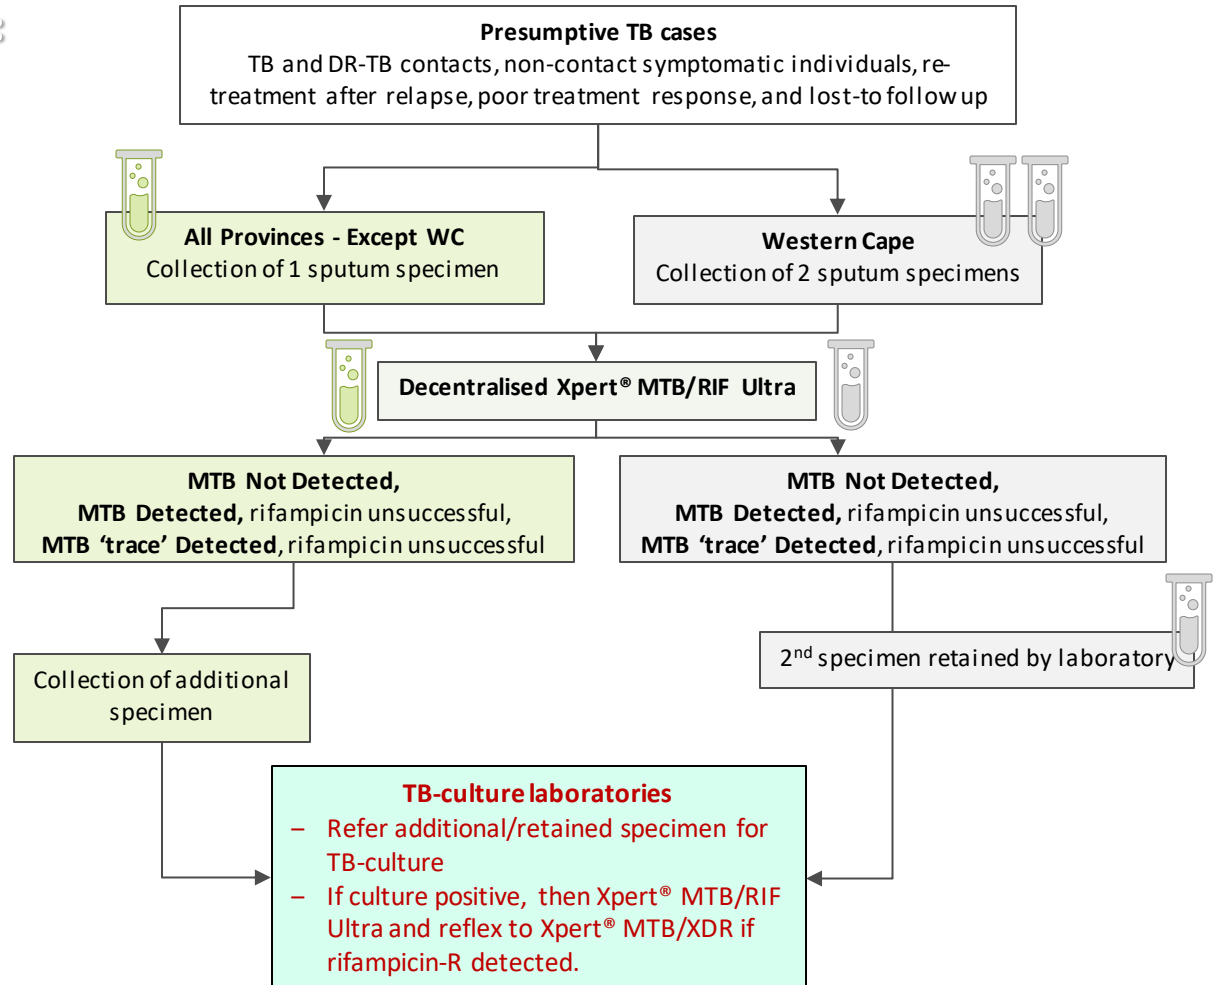 Presumptive TB cases
TB and DR-TB contacts, non-contact symptomatic individuals, re-
treatment after relapse, poor treatment response, and lost-to follow up
All Provinces - Except WC
Collection of 1 sputum specimen
Western Cape
Collection of 2 sputum specimens
Decentralised Xpert® MTB/RIF Ultra
MTB Not Detected,
MTB Detected, rifampicin unsuccessful,
MTB ‘trace’ Detected, rifampicin unsuccessful
MTB Not Detected,
MTB Detected, rifampicin unsuccessful,
MTB ‘trace’ Detected, rifampicin unsuccessful
Collection of additional
specimen
2nd specimen retained by laboratory
TB-culture laboratories
– Refer additional/retained specimen for
TB-culture
– If culture positive, then Xpert® MTB/RIF
Ultra and reflex to Xpert® MTB/XDR if
rifampicin-R detected.